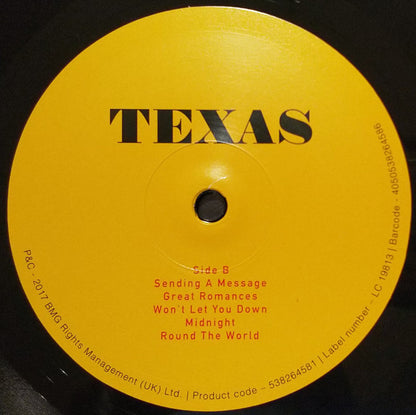 TEXAS
Side B
Sending A Message
Great Romances
Won't Let You Down
Midnight
Round The World
P&C - 2017 BMG Rights Management (UK) Ltd. | Product code - 538264581 | Label number - LC 19813 | Barcode - 4050538264586